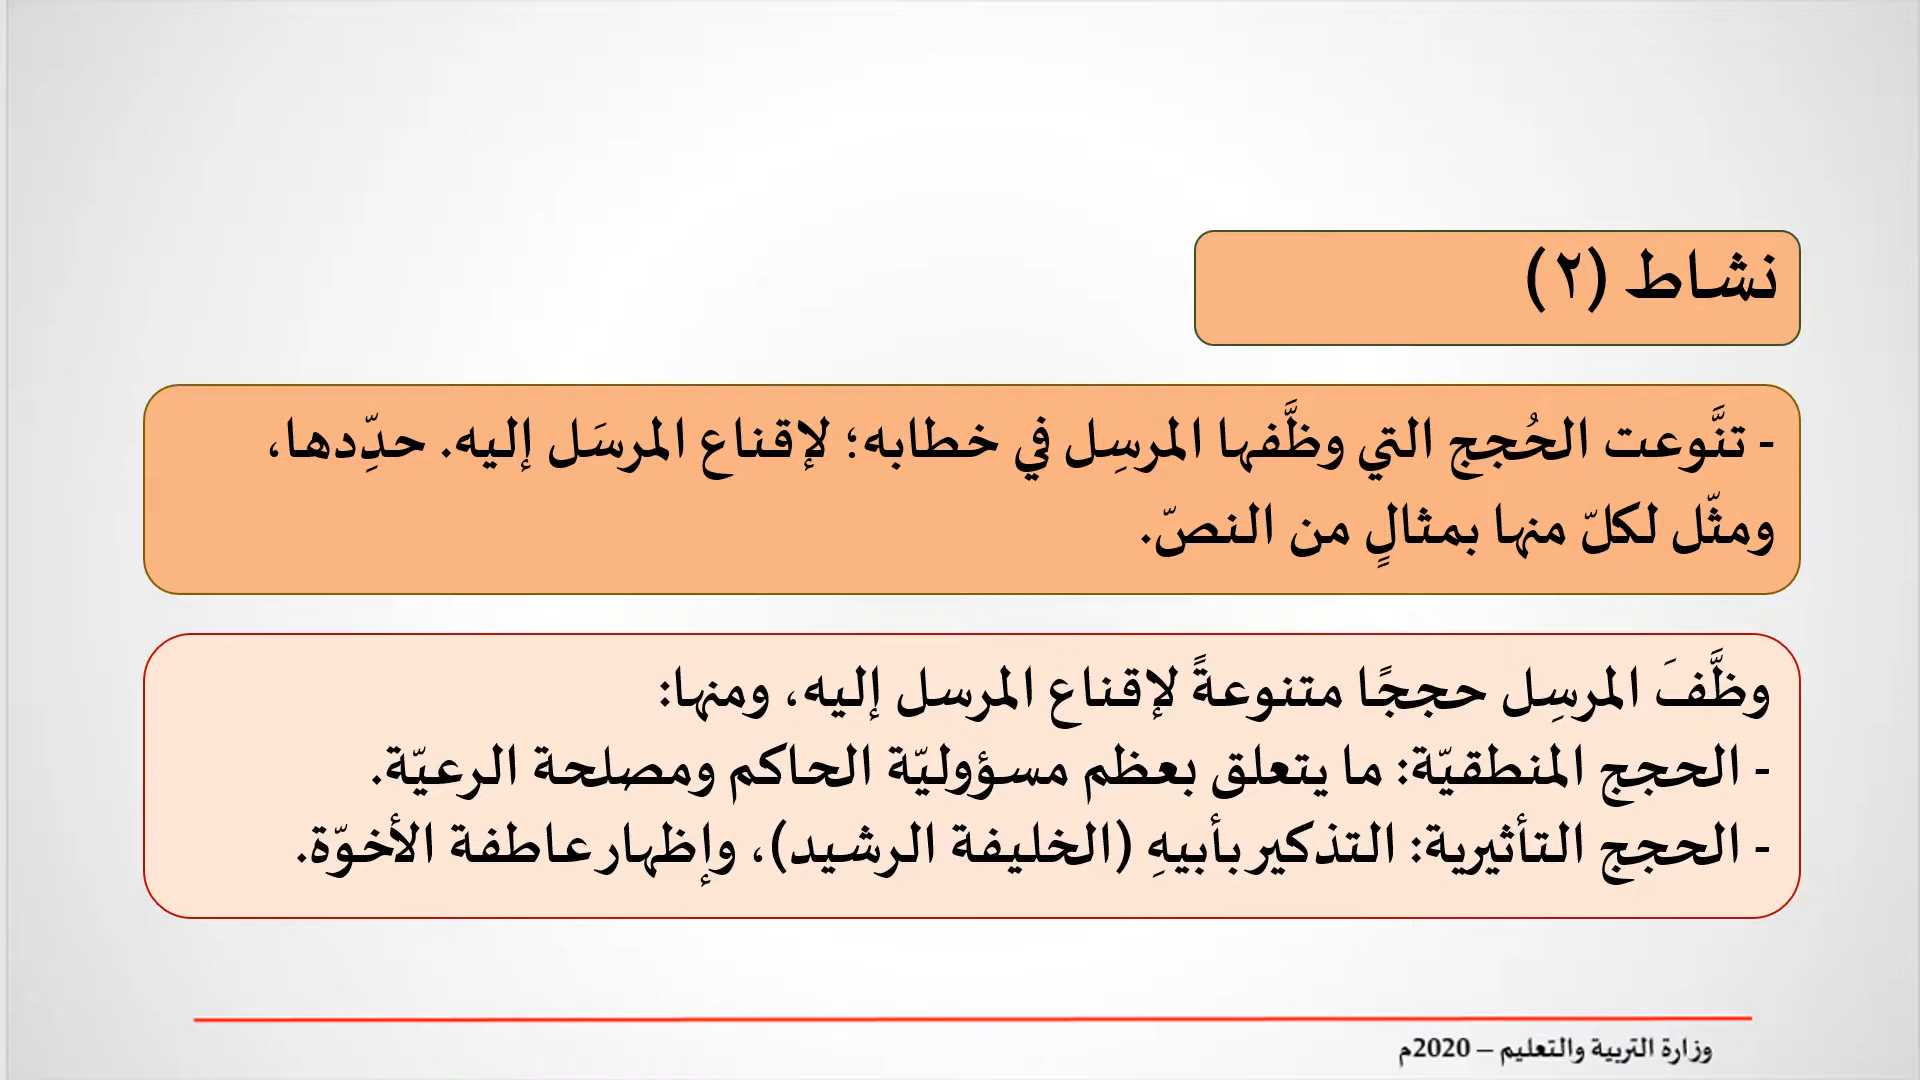 نشاط (٢)
- تنَّوعت الحُجج التي وظَّفها المرسِل في خطابه؛ لإقناع المرسَل إليه. حدِّدها،
ومثّل لكلّ منها بمثالٍ من النصّ.
وظَّفَ المرسِل حججًا متنوعةً لإقناع المرسل إليه، ومنها:
- الحجج المنطقيّة: ما يتعلق بعظم مسؤوليّة الحاكم ومصلحة الرعيّة.
- الحجج التأثيرية: التذكير بأبيهِ (الخليفة الرشيد)، وإظهار عاطفة الأخوّة.
وزارة التربية والتعليم – 2020م